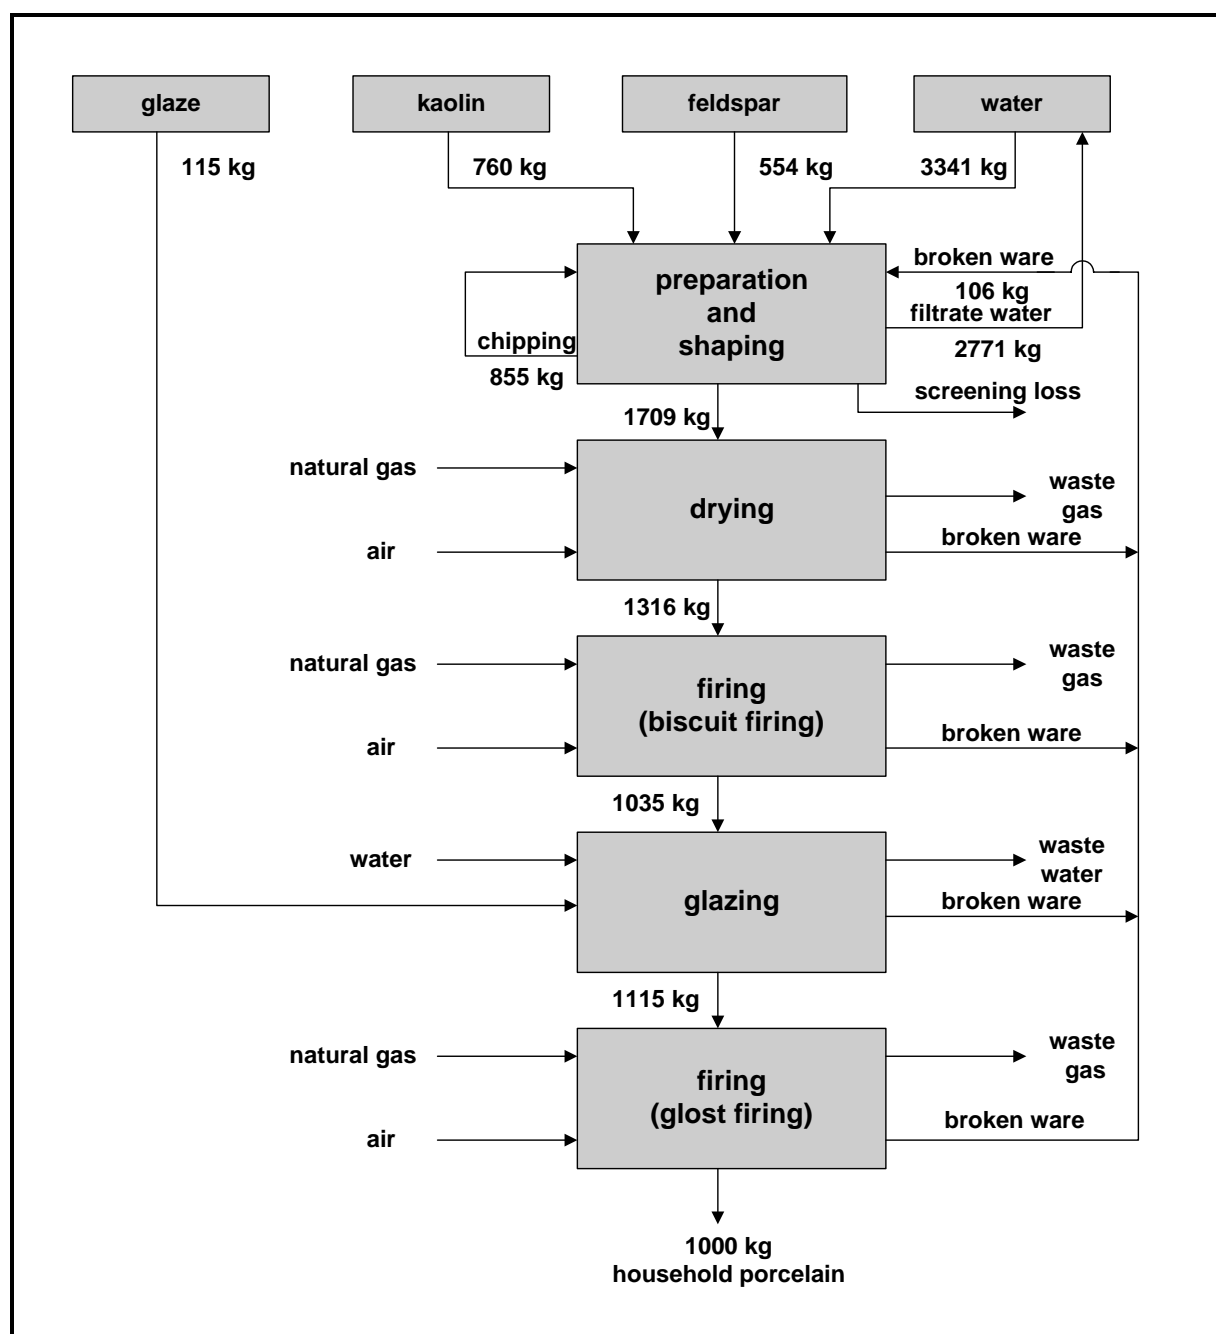 glaze
kaolin
feldspar
water
115 kg
760 kg
554 kg
3341 kg
preparation
and
shaping
broken ware
106 kg
filtrate water
2771 kg
chipping
855 kg
screening loss
1709 kg
natural gas
air
drying
waste
gas
broken ware
1316 kg
natural gas
air
firing
(biscuit firing)
waste
gas
broken ware
1035 kg
water
glazing
waste
water
broken ware
1115 kg
natural gas
air
firing
(glost firing)
waste
gas
broken ware
1000 kg
household porcelain